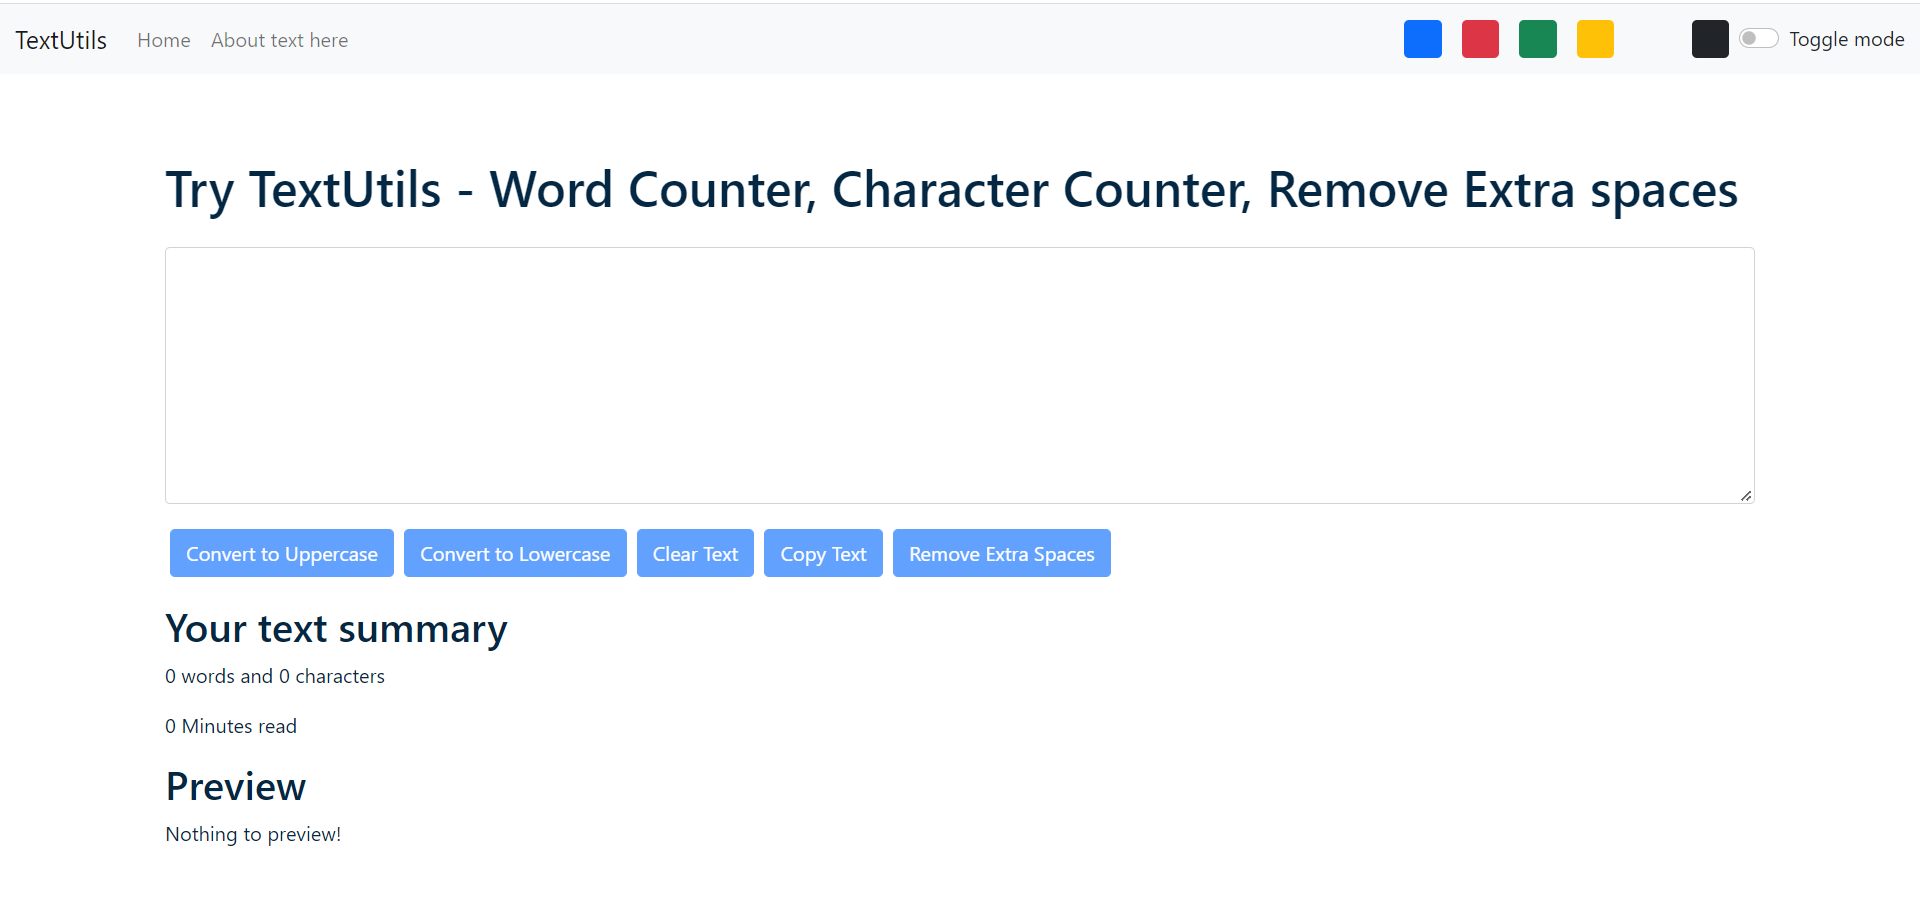 TextUtils Home About text here Toggle mode
Try TextUtils - Word Counter, Character Counter, Remove Extra spaces
Convert to Uppercase Convert to Lowercase Clear Text Copy Text Remove Extra Spaces
Your text summary
0 words and 0 characters
0 Minutes read
Preview
Nothing to preview!